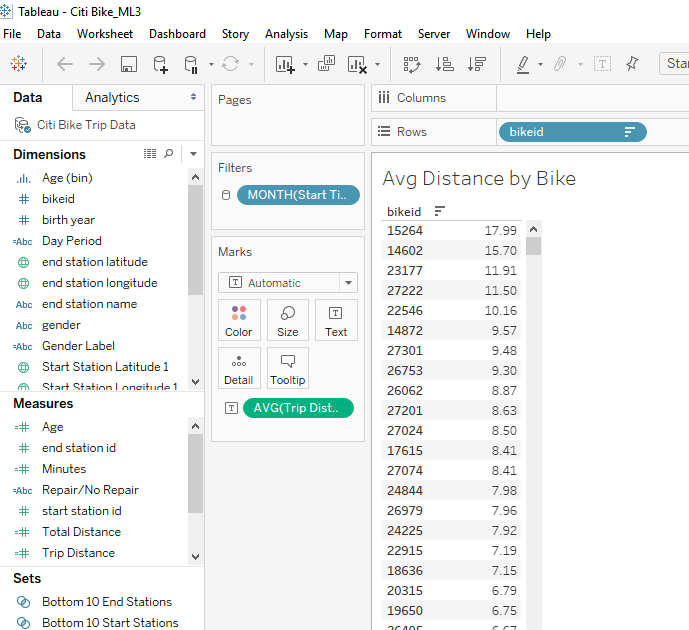 Tableau - Citi Bike_ML3
File Data Worksheet Dashboard Story Analysis Map Format Server Window Help
Data Analytics
Citi Bike Trip Data
Dimensions
Age (bin)
bikeid
birth year
Abc Day Period
end station latitude
end station longitude
Abc end station name
Abc gender
Abc Gender Label
Start Station Latitude 1
Start Station Longitude 1
Measures
Age
end station id
Minutes
Abc Repair/No Repair
start station id
Total Distance
Trip Distance
Sets
Bottom 10 End Stations
Bottom 10 Start Stations
Pages
Filters
MONTH(Start Ti..
Marks
T Automatic
Color Size Text
Detail Tooltip
T AVG(Trip Dist..
Columns
Rows bikeid
Avg Distance by Bike
bikeid
15264 17.99
14602 15.70
23177 11.91
27222 11.50
22546 10.16
14872 9.57
27301 9.48
26753 9.30
26062 8.87
27201 8.63
27024 8.50
17615 8.41
27074 8.41
24844 7.98
26979 7.96
24225 7.92
22915 7.19
18636 7.15
20315 6.79
19650 6.75